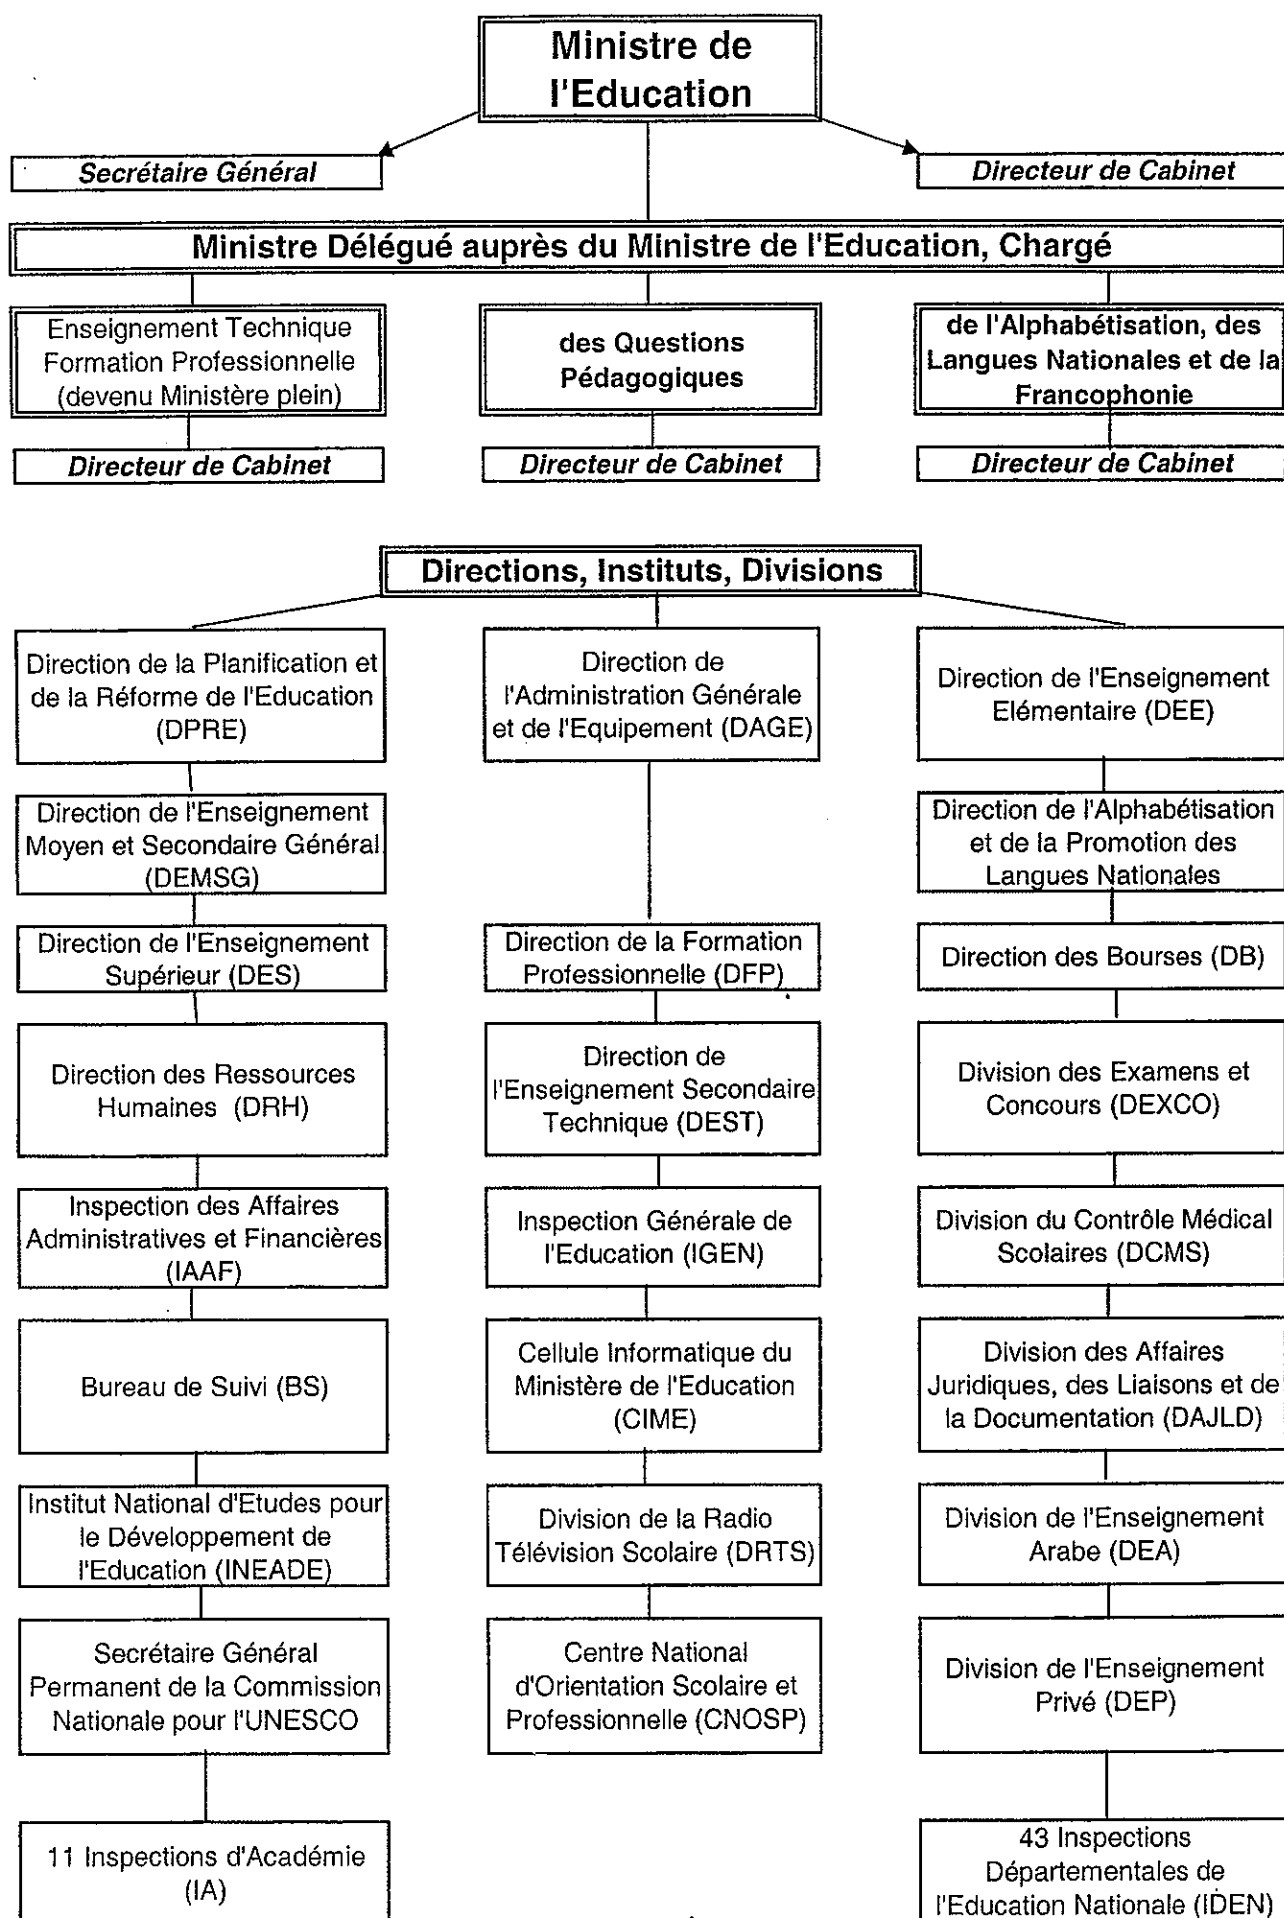 Ministre de
l'Education
Secrétaire Général
Directeur de Cabinet
Ministre Délégué auprès du Ministre de l'Education, Chargé
Enseignement Technique
Formation Professionnelle
(devenu Ministère plein)
des Questions
Pédagogiques
de l'Alphabétisation, des
Langues Nationales et de la
Francophonie
Directeur de Cabinet
Directeur de Cabinet
Directeur de Cabinet
Directions, Instituts, Divisions
Direction de la Planification et
de la Réforme de l'Education
(DPRE)
Direction de
l'Administration Générale
et de l'Equipement (DAGE)
Direction de l'Enseignement
Elémentaire (DEE)
Direction de l'Enseignement
Moyen et Secondaire Général
(DEMSG)
Direction de l'Alphabétisation
et de la Promotion des
Langues Nationales
Direction de l'Enseignement
Supérieur (DES)
Direction de la Formation
Professionnelle (DFP)
Direction des Bourses (DB)
Direction des Ressources
Humaines (DRH)
Direction de
l'Enseignement Secondaire
Technique (DEST)
Division des Examens et
Concours (DEXCO)
Inspection des Affaires
Administratives et Financières
(IAAF)
Inspection Générale de
l'Education (IGEN)
Division du Contrôle Médical
Scolaires (DCMS)
Bureau de Suivi (BS)
Cellule Informatique du
Ministère de l'Education
(CIME)
Division des Affaires
Juridiques, des Liaisons et de
la Documentation (DAJLD)
Institut National d'Etudes pour
le Développement de
l'Education (INEADE)
Division de la Radio
Télévision Scolaire (DRTS)
Division de l'Enseignement
Arabe (DEA)
Secrétaire Général
Permanent de la Commission
Nationale pour l'UNESCO
Centre National
d'Orientation Scolaire et
Professionnelle (CNOSP)
Division de l'Enseignement
Privé (DEP)
11 Inspections d'Académie
(IA)
43 Inspections
Départementales de
l'Education Nationale (IDEN)